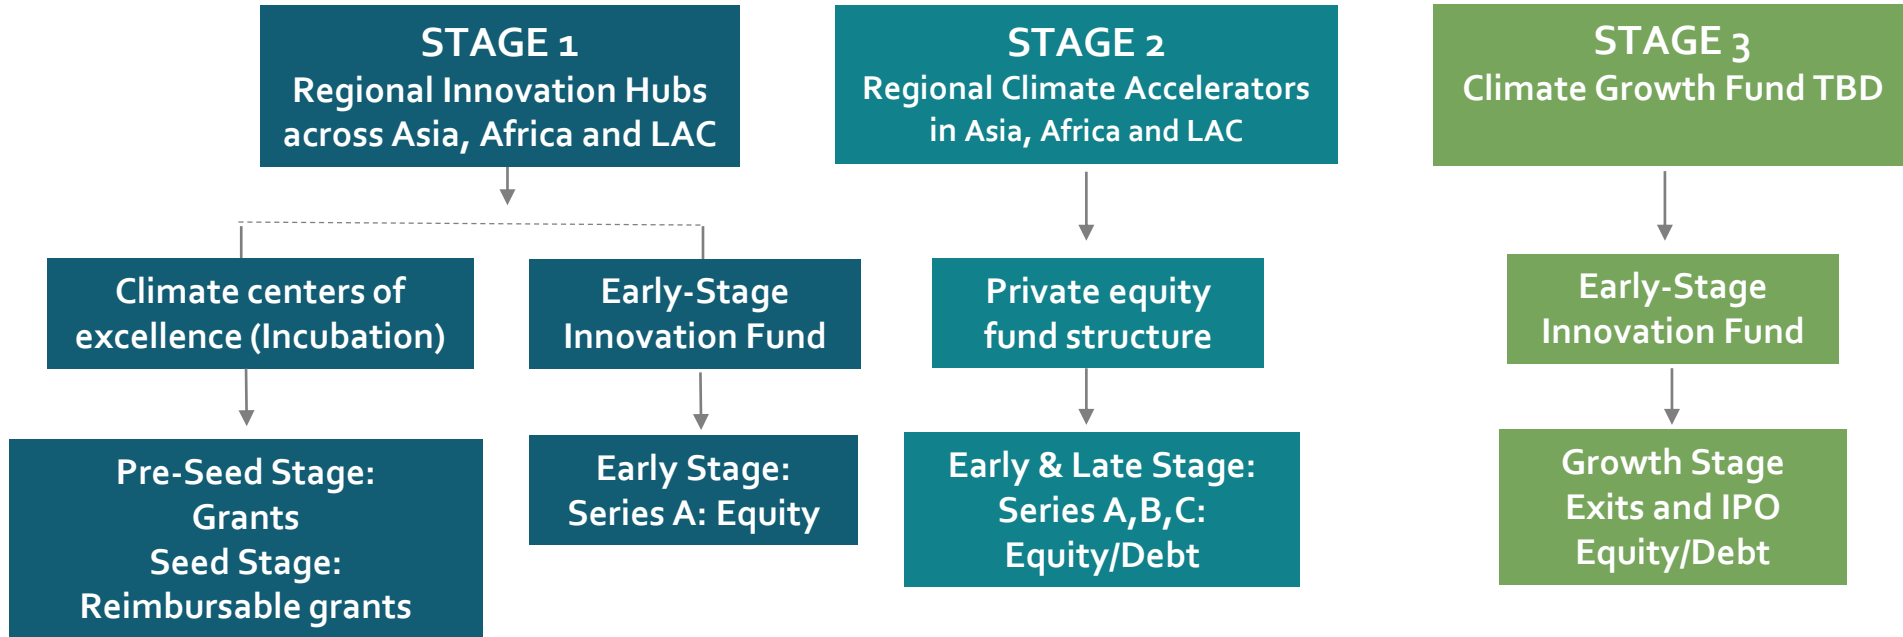 STAGE 1
Regional Innovation Hubs
across Asia, Africa and LAC
STAGE 2
Regional Climate Accelerators
in Asia, Africa and LAC
STAGE 3
Climate Growth Fund TBD
Climate centers of
excellence (Incubation)
Early-Stage
Innovation Fund
Private equity
fund structure
Early-Stage
Innovation Fund
Pre-Seed Stage:
Grants
Seed Stage:
Reimbursable grants
Early Stage:
Series A: Equity
Early & Late Stage:
Series A,B,C:
Equity/Debt
Growth Stage
Exits and IPO
Equity/Debt